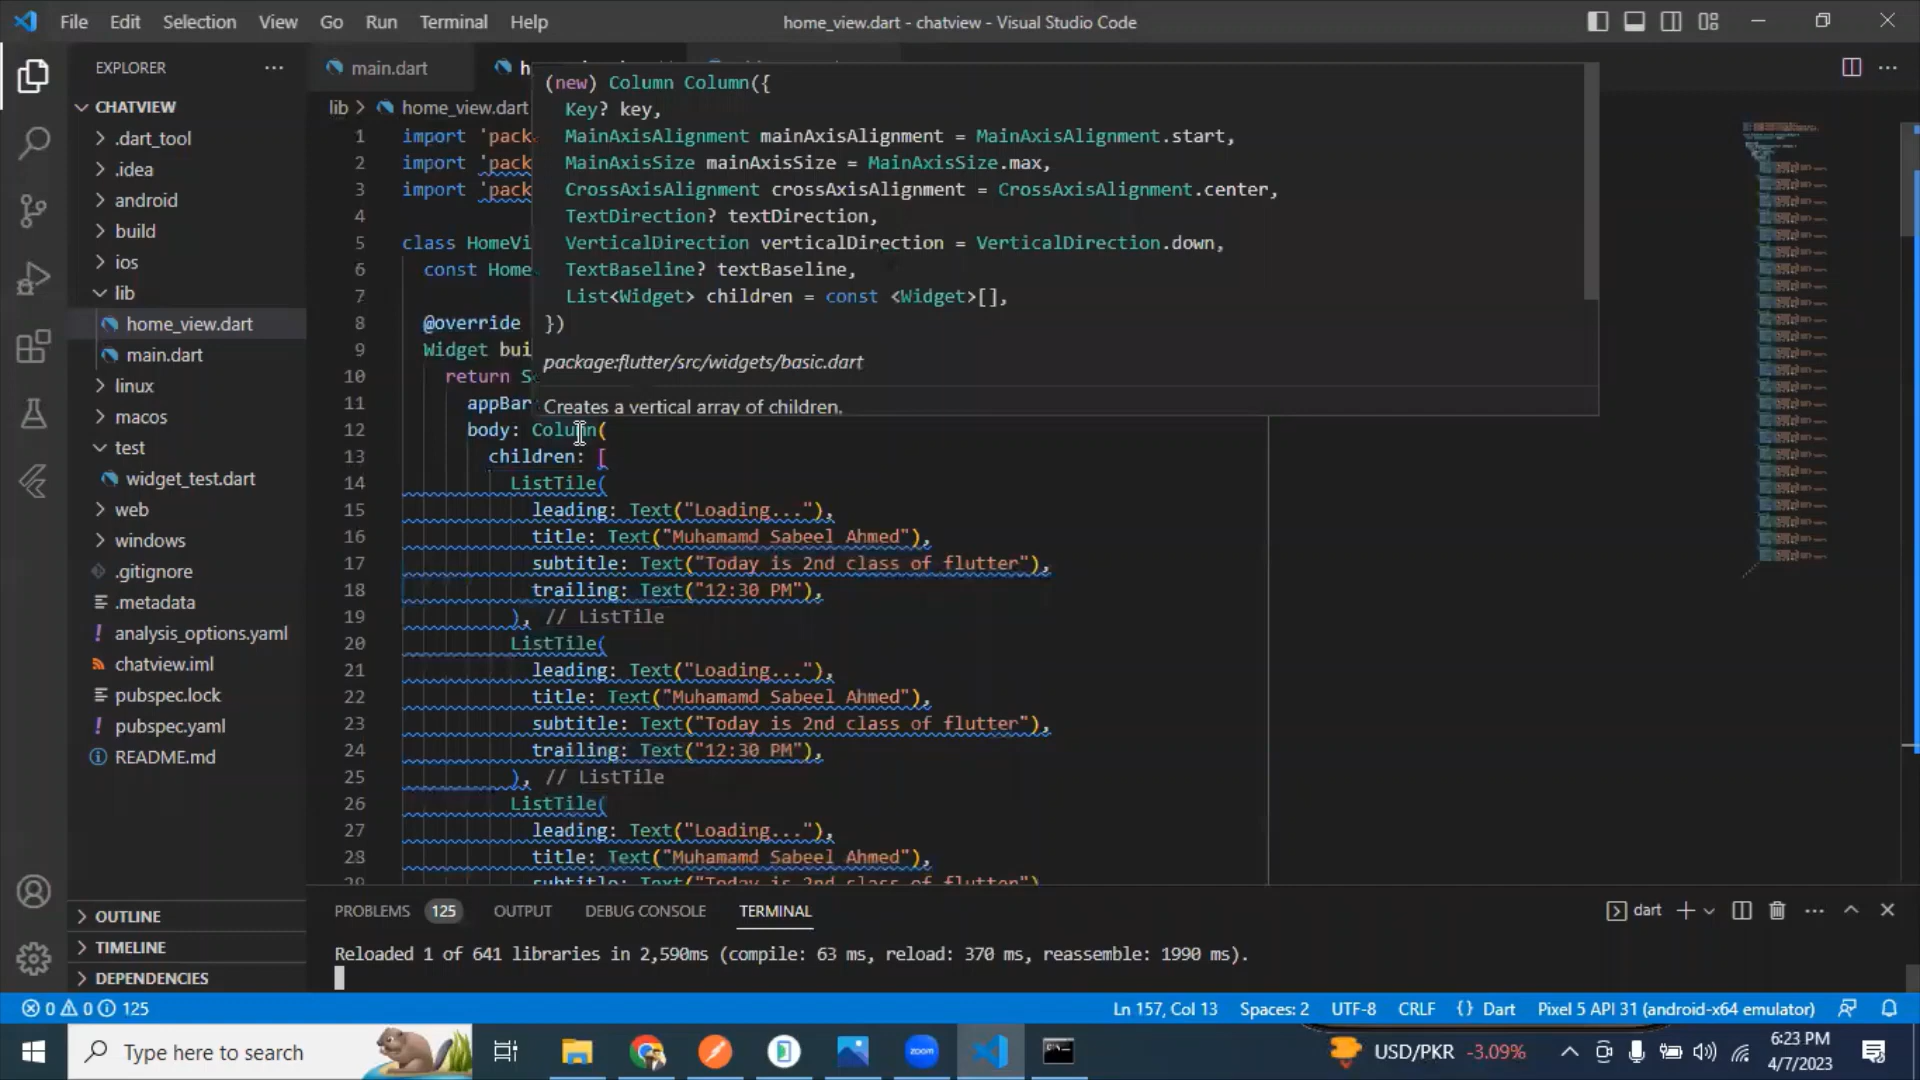 File Edit Selection View Go Run Terminal Help
home_view.dart - chatview - Visual Studio Code
EXPLORER
CHATVIEW
.dart_tool
.idea
android
build
ios
lib
home_view.dart
main.dart
linux
macos
test
widget_test.dart
web
windows
.gitignore
.metadata
analysis_options.yaml
chatview.iml
pubspec.lock
pubspec.yaml
README.md
OUTLINE
TIMELINE
DEPENDENCIES
main.dart
h
lib > home_view.dart
(new) Column Column({
Key? key,
MainAxisAlignment mainAxisAlignment = MainAxisAlignment.start,
MainAxisSize mainAxisSize = MainAxisSize.max,
CrossAxisAlignment crossAxisAlignment = CrossAxisAlignment.center,
TextDirection? textDirection,
VerticalDirection verticalDirection = VerticalDirection.down,
TextBaseline? textBaseline,
List<Widget> children = const <Widget>[],
})
package:flutter/src/widgets/basic.dart
Creates a vertical array of children.
1 import 'pack
2 import 'pack
3 import 'pack
4
5 class HomeVi
6 const Home
7
8 @override
9 Widget bui
10 return S
11 appBar
12 body: Column(
13 children: [
14 ListTile(
15 leading: Text("Loading..."),
16 title: Text("Muhamamd Sabeel Ahmed"),
17 subtitle: Text("Today is 2nd class of flutter"),
18 trailing: Text("12:30 PM"),
19 ), // ListTile
20 ListTile(
21 leading: Text("Loading..."),
22 title: Text("Muhamamd Sabeel Ahmed"),
23 subtitle: Text("Today is 2nd class of flutter"),
24 trailing: Text("12:30 PM"),
25 ), // ListTile
26 ListTile(
27 leading: Text("Loading..."),
28 title: Text("Muhamamd Sabeel Ahmed"),
29 subtitle: Text("Today is 2nd class of flutter")
PROBLEMS 125 OUTPUT DEBUG CONSOLE TERMINAL
dart
Reloaded 1 of 641 libraries in 2,590ms (compile: 63 ms, reload: 370 ms, reassemble: 1990 ms).
0 0 125
Ln 157, Col 13 Spaces: 2 UTF-8 CRLF {} Dart Pixel 5 API 31 (android-x64 emulator)
Type here to search
zoom
USD/PKR -3.09%
6:23 PM
4/7/2023